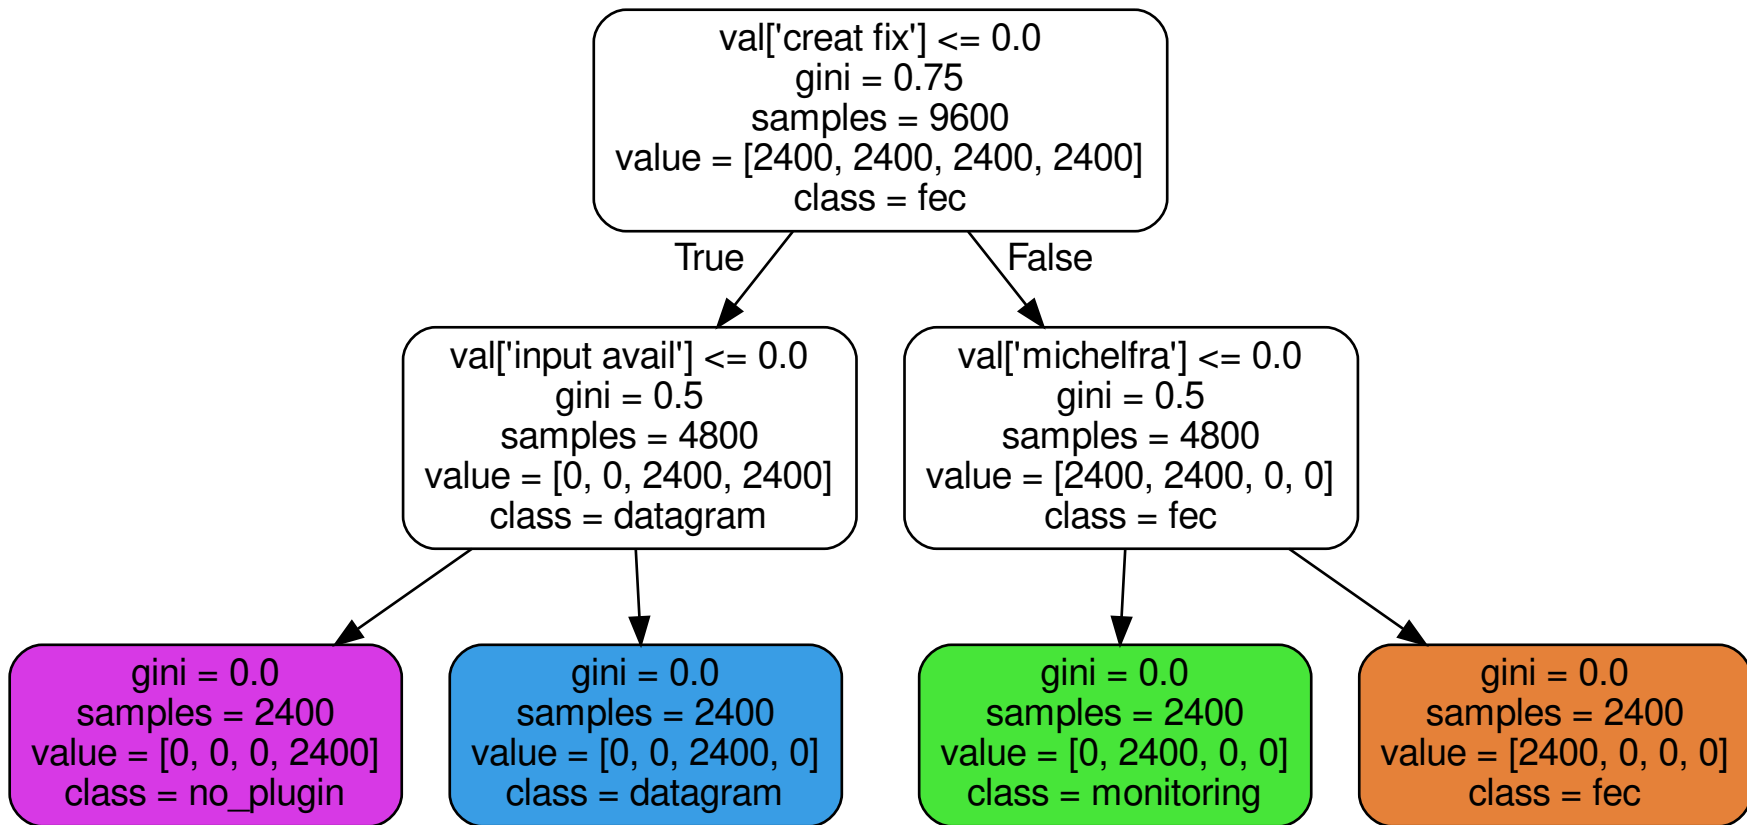 val['creat fix'] <= 0.0
gini = 0.75
samples = 9600
value = [2400, 2400, 2400, 2400]
class = fec
True
False
val['input avail'] <= 0.0
gini = 0.5
samples = 4800
value = [0, 0, 2400, 2400]
class = datagram
val['michelfra'] <= 0.0
gini = 0.5
samples = 4800
value = [2400, 2400, 0, 0]
class = fec
gini = 0.0
samples = 2400
value = [0, 0, 0, 2400]
class = no_plugin
gini = 0.0
samples = 2400
value = [0, 0, 2400, 0]
class = datagram
gini = 0.0
samples = 2400
value = [0, 2400, 0, 0]
class = monitoring
gini = 0.0
samples = 2400
value = [2400, 0, 0, 0]
class = fec